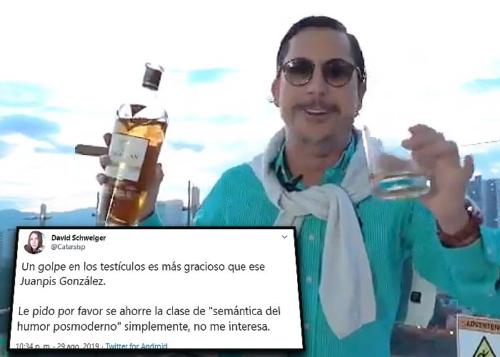 David Schweiger
@Catarsisp
Un golpe en los testículos es más gracioso que ese
Juanpis González.
Le pido por favor se ahorre la clase de "semántica del
humor posmoderno" simplemente, no me interesa.
10:34 p. m. - 29 ago. 2019 - Twitter for Android